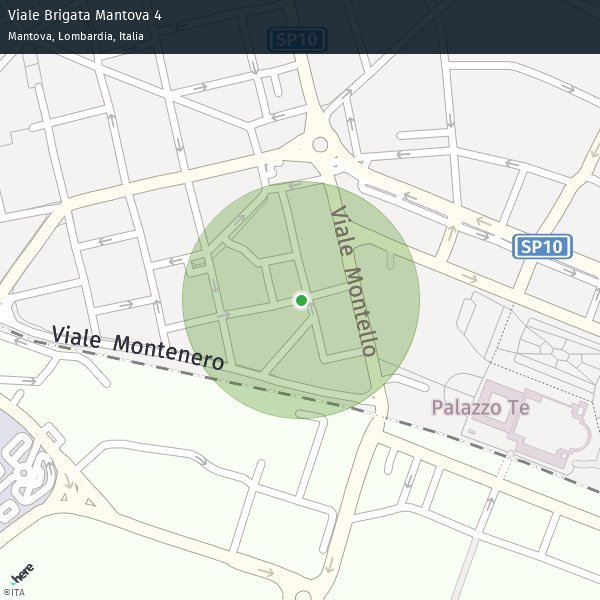 Viale Brigata Mantova 4
Mantova, Lombardia, Italia
SP10
Viale Montello
SP10
Viale Montenero
Palazzo Te
here
©ITA